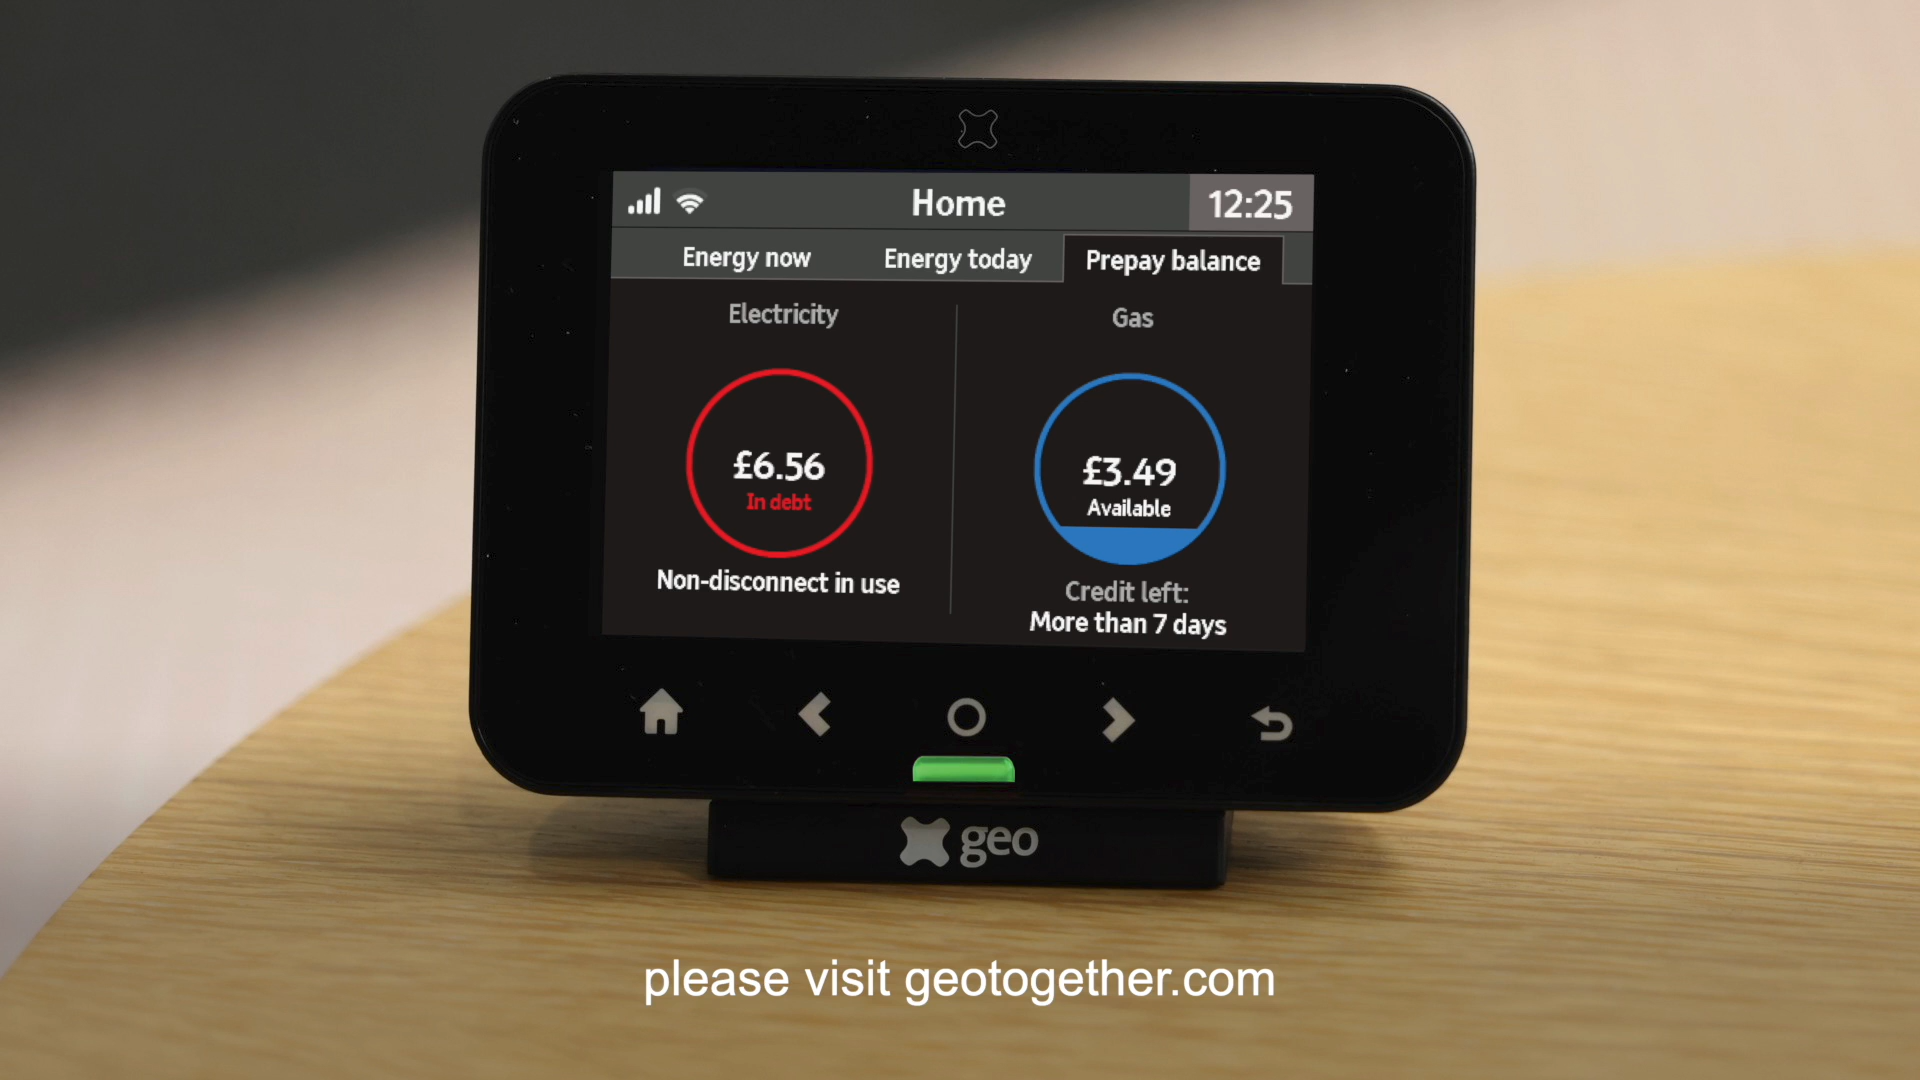 Home
12:25
Energy now
Energy today
Prepay balance
Electricity
Gas
£6.56
In debt
Non-disconnect in use
£3.49
Available
Credit left:
More than 7 days
geo
please visit geotogether.com